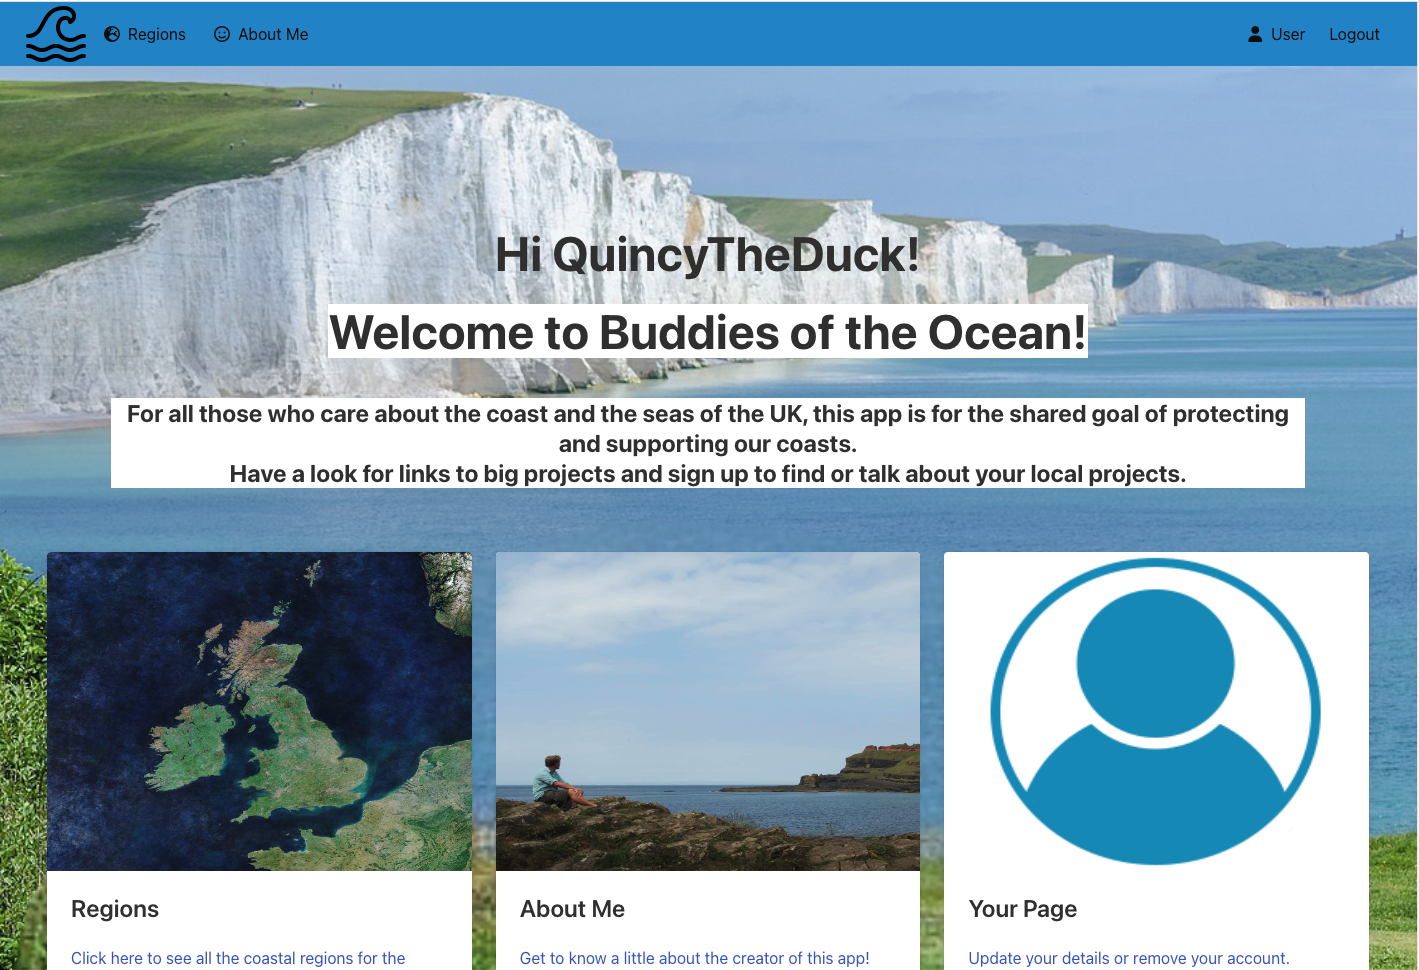 Regions About Me User Logout
Hi QuincyTheDuck!
Welcome to Buddies of the Ocean!
For all those who care about the coast and the seas of the UK, this app is for the shared goal of protecting
and supporting our coasts.
Have a look for links to big projects and sign up to find or talk about your local projects.
Regions
Click here to see all the coastal regions for the
About Me
Get to know a little about the creator of this app!
Your Page
Update your details or remove your account.